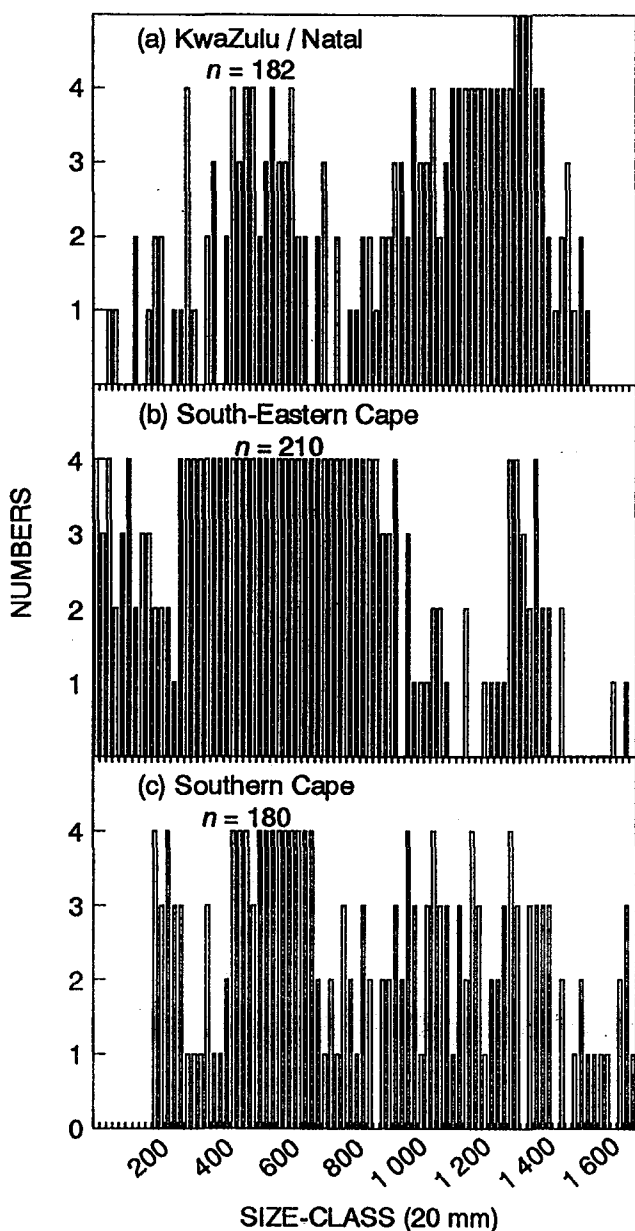 (a) KwaZulu / Natal
n = 182
4
3
2
1
(b) South-Eastern Cape
n = 210
4
3
2
1
NUMBERS
(c) Southern Cape
n = 180
4
3
2
1
0
200 400 600 800 1 000 1 200 1 400 1 600
SIZE-CLASS (20 mm)